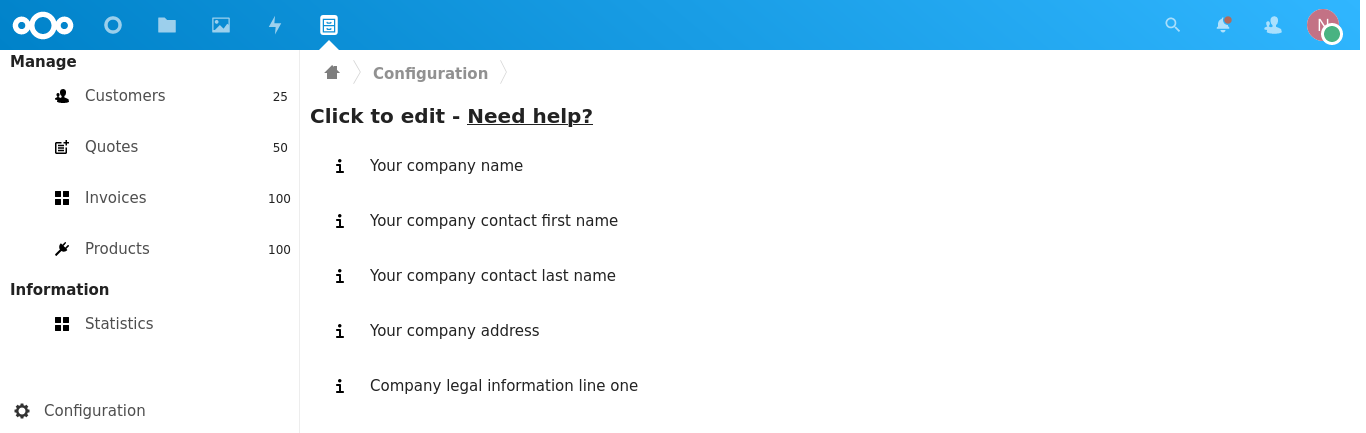 N
Manage
Customers 25
Quotes 50
Invoices 100
Products 100
Information
Statistics
Configuration
Configuration
Click to edit - Need help?
Your company name
Your company contact first name
Your company contact last name
Your company address
Company legal information line one